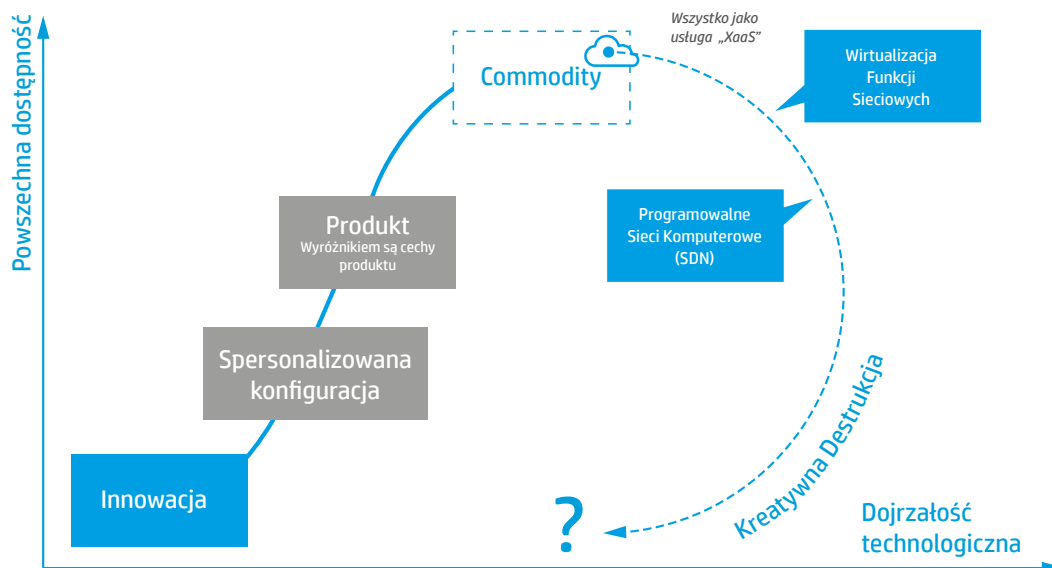 Powszechna dostępność
Wszystko jako
usługa „XaaS”
Commodity
Wirtualizacja
Funkcji
Sieciowych
Produkt
Wyróżnikiem są cechy
produktu
Programowalne
Sieci Komputerowe
(SDN)
Spersonalizowana
konfiguracja
Kreatywna Destrukcja
Innowacja
?
Dojrzałość
technologiczna